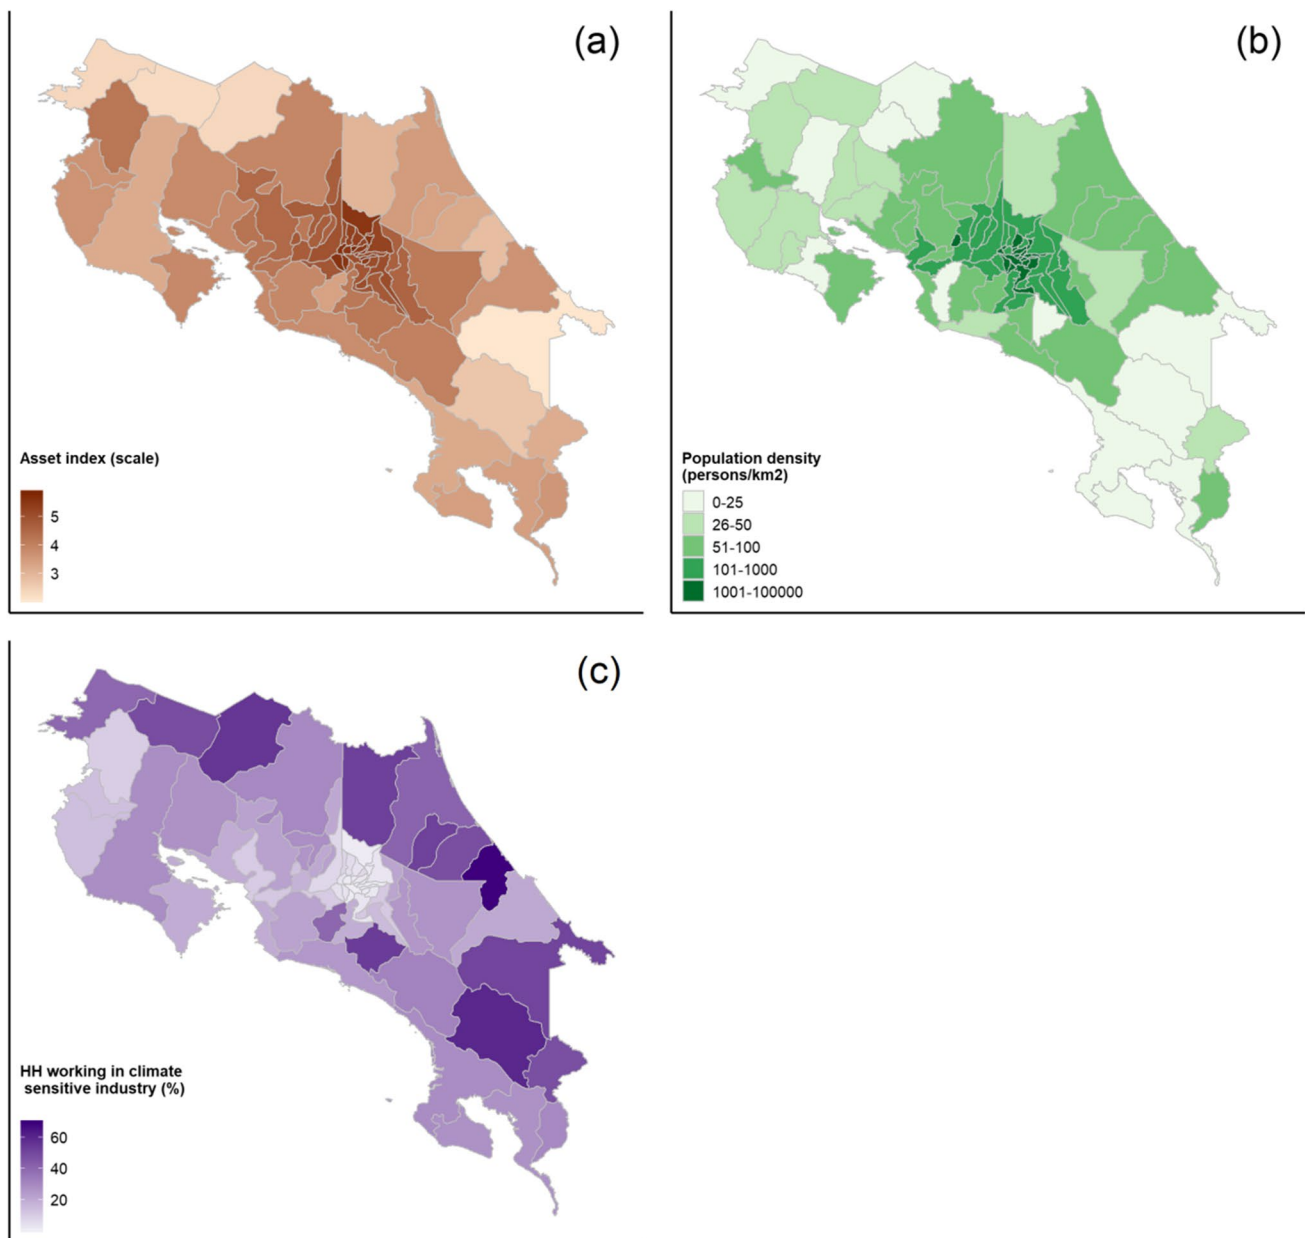 (a)
Asset index (scale)
5
4
3
(b)
Population density
(persons/km2)
0-25
26-50
51-100
101-1000
1001-100000
(c)
HH working in climate
sensitive industry (%)
60
40
20